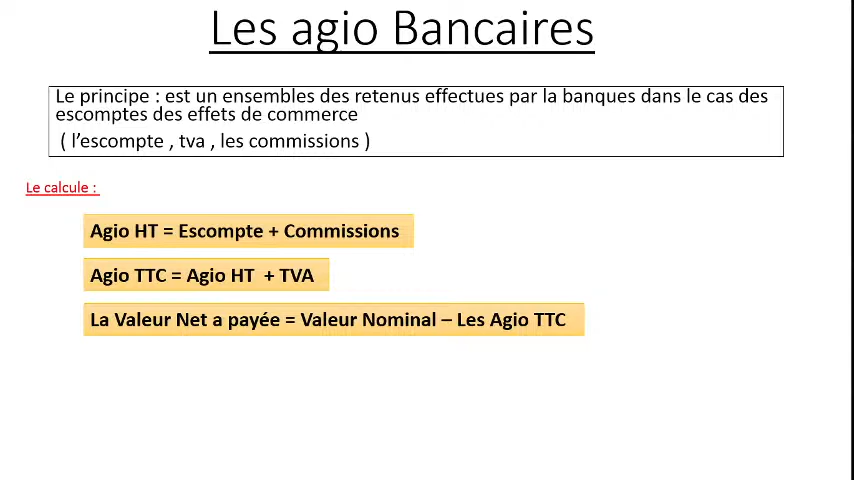 Les agio Bancaires
Le principe : est un ensembles des retenus effectues par la banques dans le cas des
escomptes des effets de commerce
( l’escompte , tva , les commissions )
Le calcule :
Agio HT = Escompte + Commissions
Agio TTC = Agio HT + TVA
La Valeur Net a payée = Valeur Nominal – Les Agio TTC